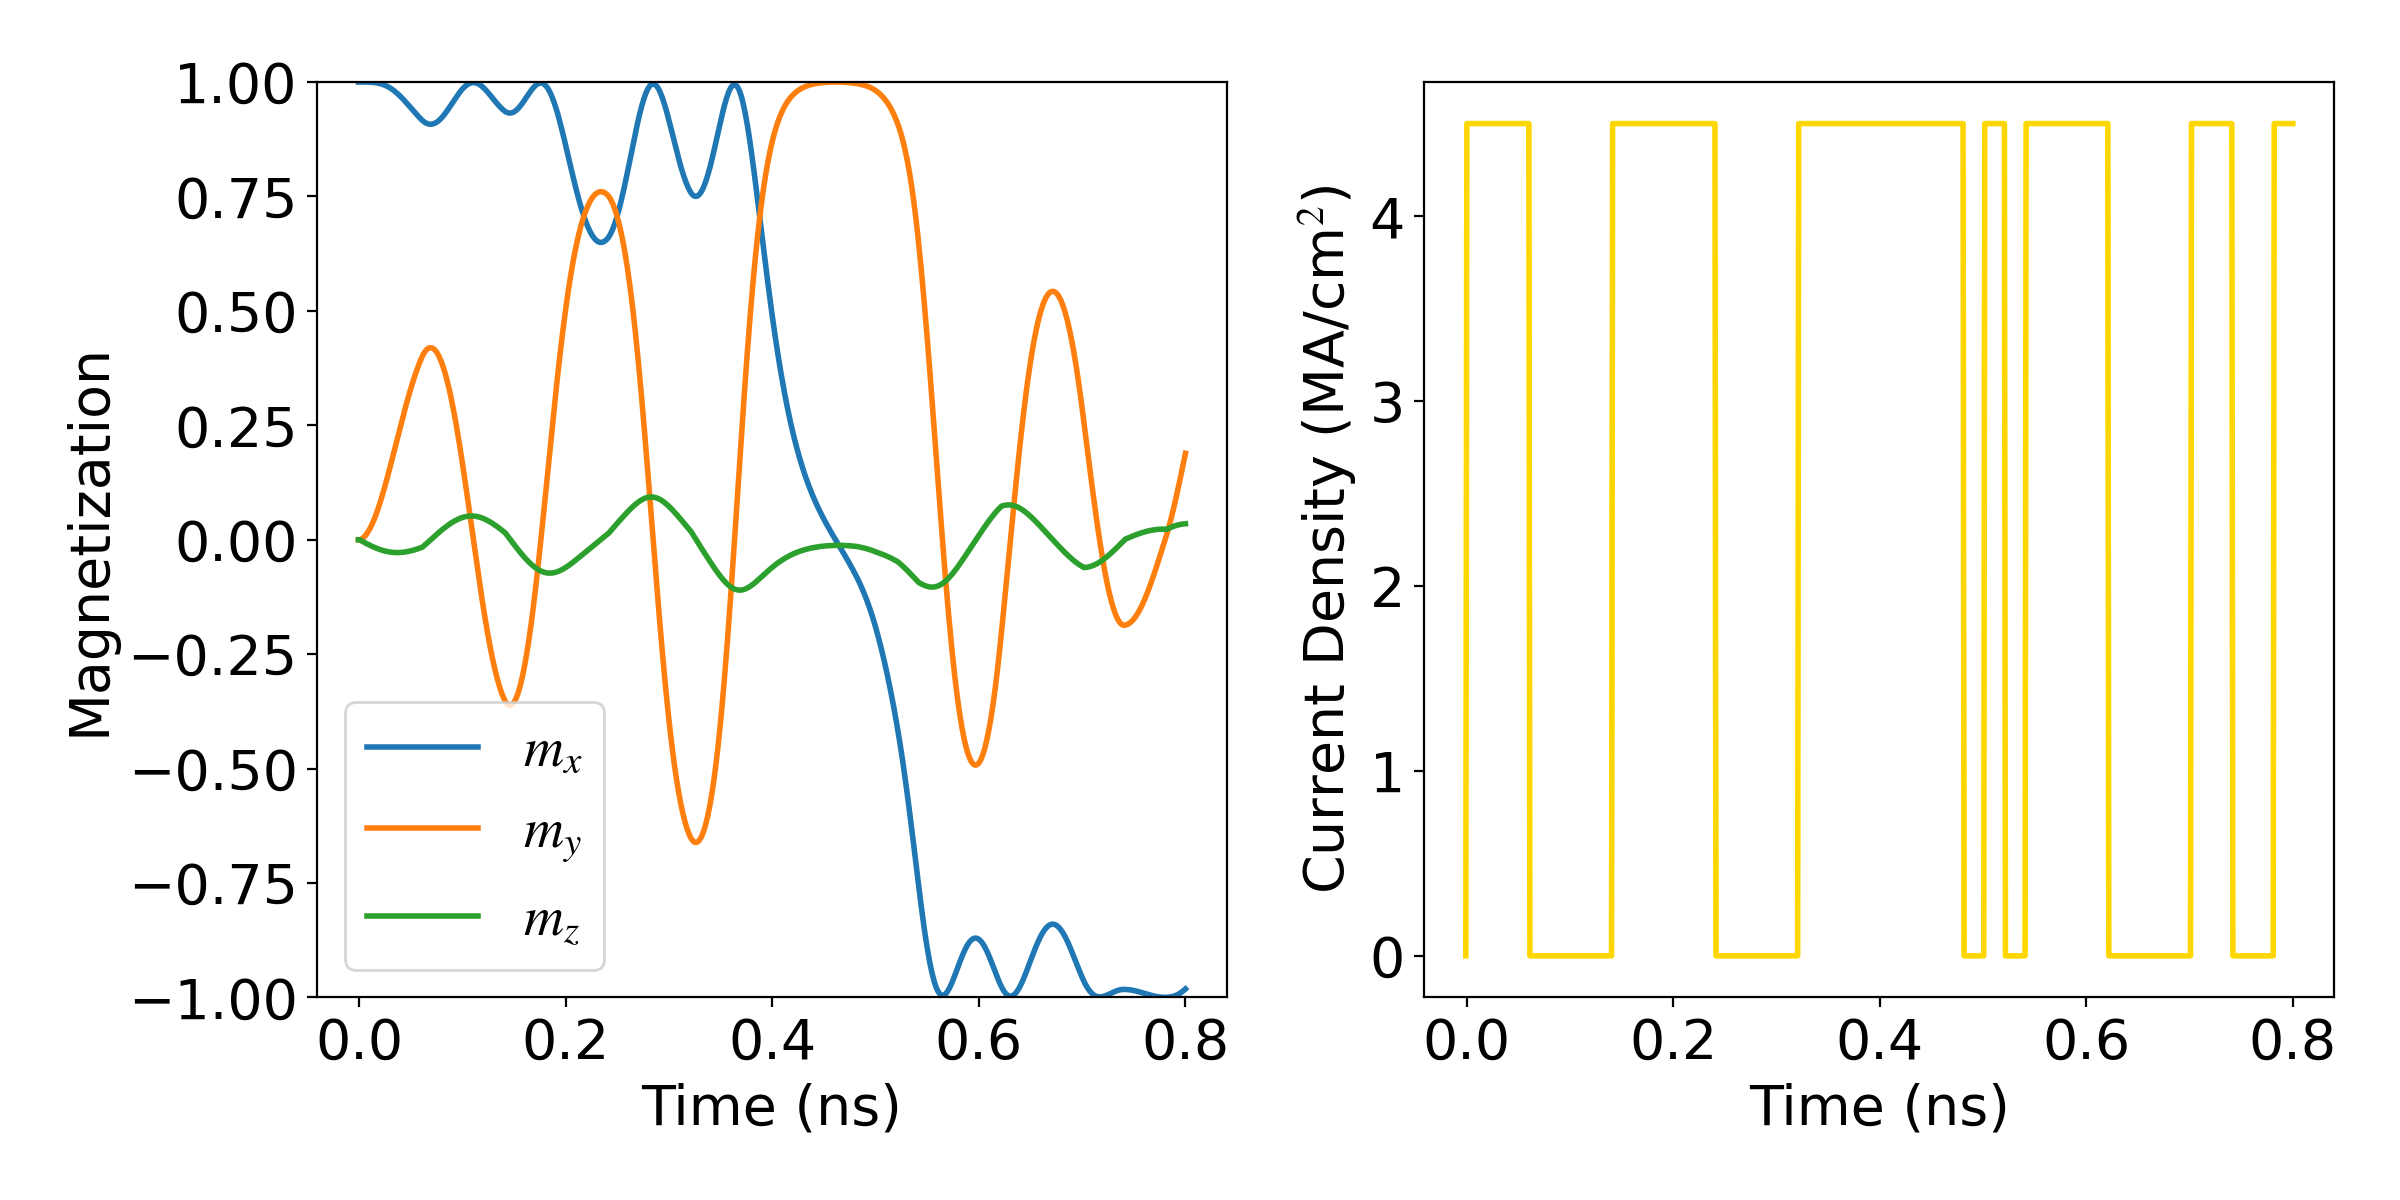 1.00
0.75
0.50
0.25
0.00
−0.25
−0.50
−0.75
−1.00
Magnetization
m_x
m_y
m_z
0.0 0.2 0.4 0.6 0.8
Time (ns)
4
3
2
1
0
Current Density (MA/cm²)
0.0 0.2 0.4 0.6 0.8
Time (ns)